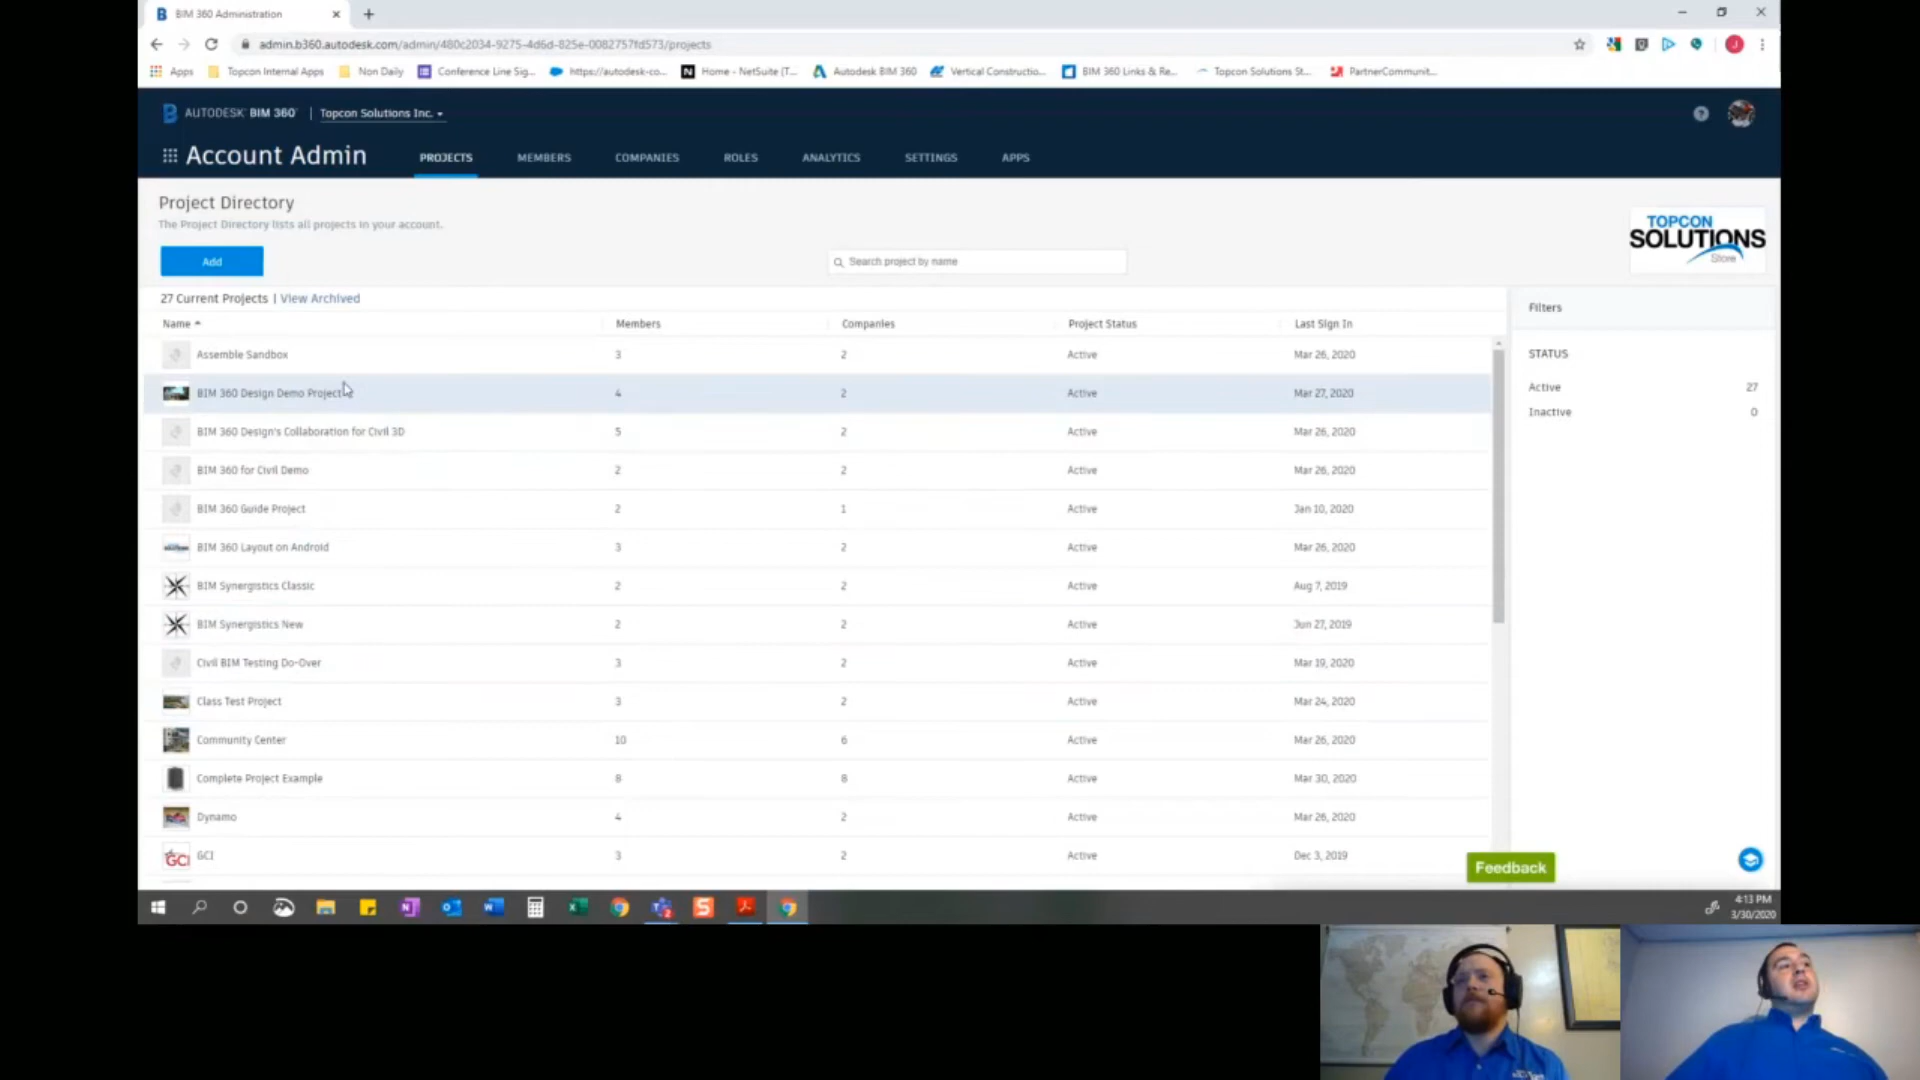 BIM 360 Administration
admin.b360.autodesk.com/admin/480c2034-9275-4d6d-825e-0082757fd573/projects
Apps Topcon Internal Apps Non Daily Conference Line Sig... https://autodesk-co... Home - NetSuite (T... Autodesk BIM 360 Vertical Constructio... BIM 360 Links & Re... Topcon Solutions St... PartnerCommunit...
AUTODESK BIM 360 | Topcon Solutions Inc.
Account Admin PROJECTS MEMBERS COMPANIES ROLES ANALYTICS SETTINGS APPS
Project Directory
The Project Directory lists all projects in your account.
TOPCON
SOLUTIONS
Store
Add
Search project by name
27 Current Projects | View Archived
Name Members Companies Project Status Last Sign In
Assemble Sandbox 3 2 Active Mar 26, 2020
BIM 360 Design Demo Project 4 2 Active Mar 27, 2020
BIM 360 Design's Collaboration for Civil 3D 5 2 Active Mar 26, 2020
BIM 360 for Civil Demo 2 2 Active Mar 26, 2020
BIM 360 Guide Project 2 1 Active Jan 10, 2020
BIM 360 Layout on Android 3 2 Active Mar 26, 2020
BIM Synergistics Classic 2 2 Active Aug 7, 2019
BIM Synergistics New 2 2 Active Jun 27, 2019
Civil BIM Testing Do-Over 3 2 Active Mar 19, 2020
Class Test Project 3 2 Active Mar 24, 2020
Community Center 10 6 Active Mar 26, 2020
Complete Project Example 8 8 Active Mar 30, 2020
Dynamo 4 2 Active Mar 26, 2020
GCI GCI 3 2 Active Dec 3, 2019
Filters
STATUS
Active 27
Inactive 0
Feedback
4:13 PM
3/30/2020